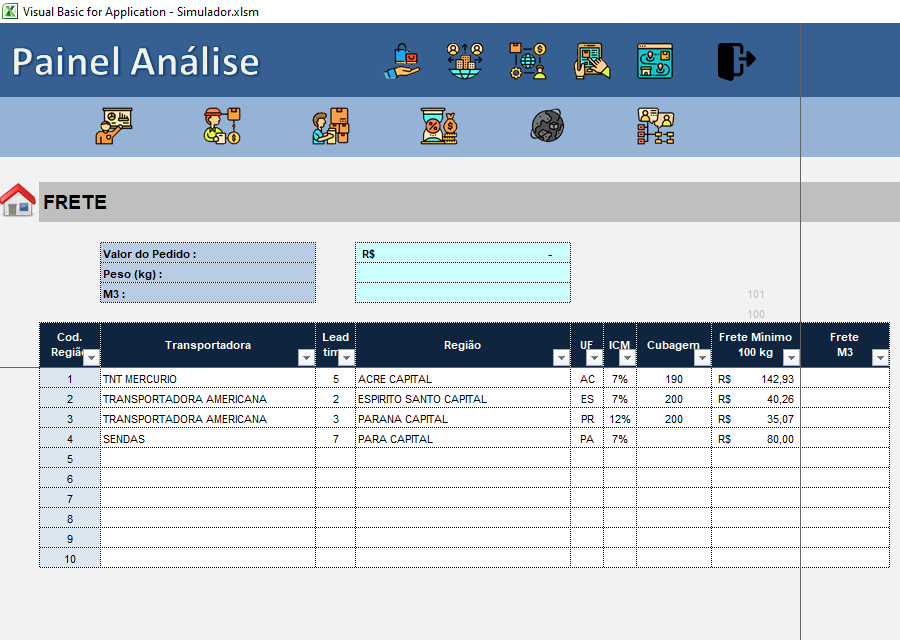 Visual Basic for Application - Simulador.xlsm
Painel Análise
FRETE
Valor do Pedido : R$ -
Peso (kg) :
M3 :
101
100
Cod. Região Transportadora Lead Região UF ICM Cubagem Frete Mínimo 100 kg Frete M3
1 TNT MERCURIO 5 ACRE CAPITAL AC 7% 190 R$ 142,93
2 TRANSPORTADORA AMERICANA 2 ESPIRITO SANTO CAPITAL ES 7% 200 R$ 40,26
3 TRANSPORTADORA AMERICANA 3 PARANA CAPITAL PR 12% 200 R$ 35,07
4 SENDAS 7 PARA CAPITAL PA 7% R$ 80,00
5
6
7
8
9
10